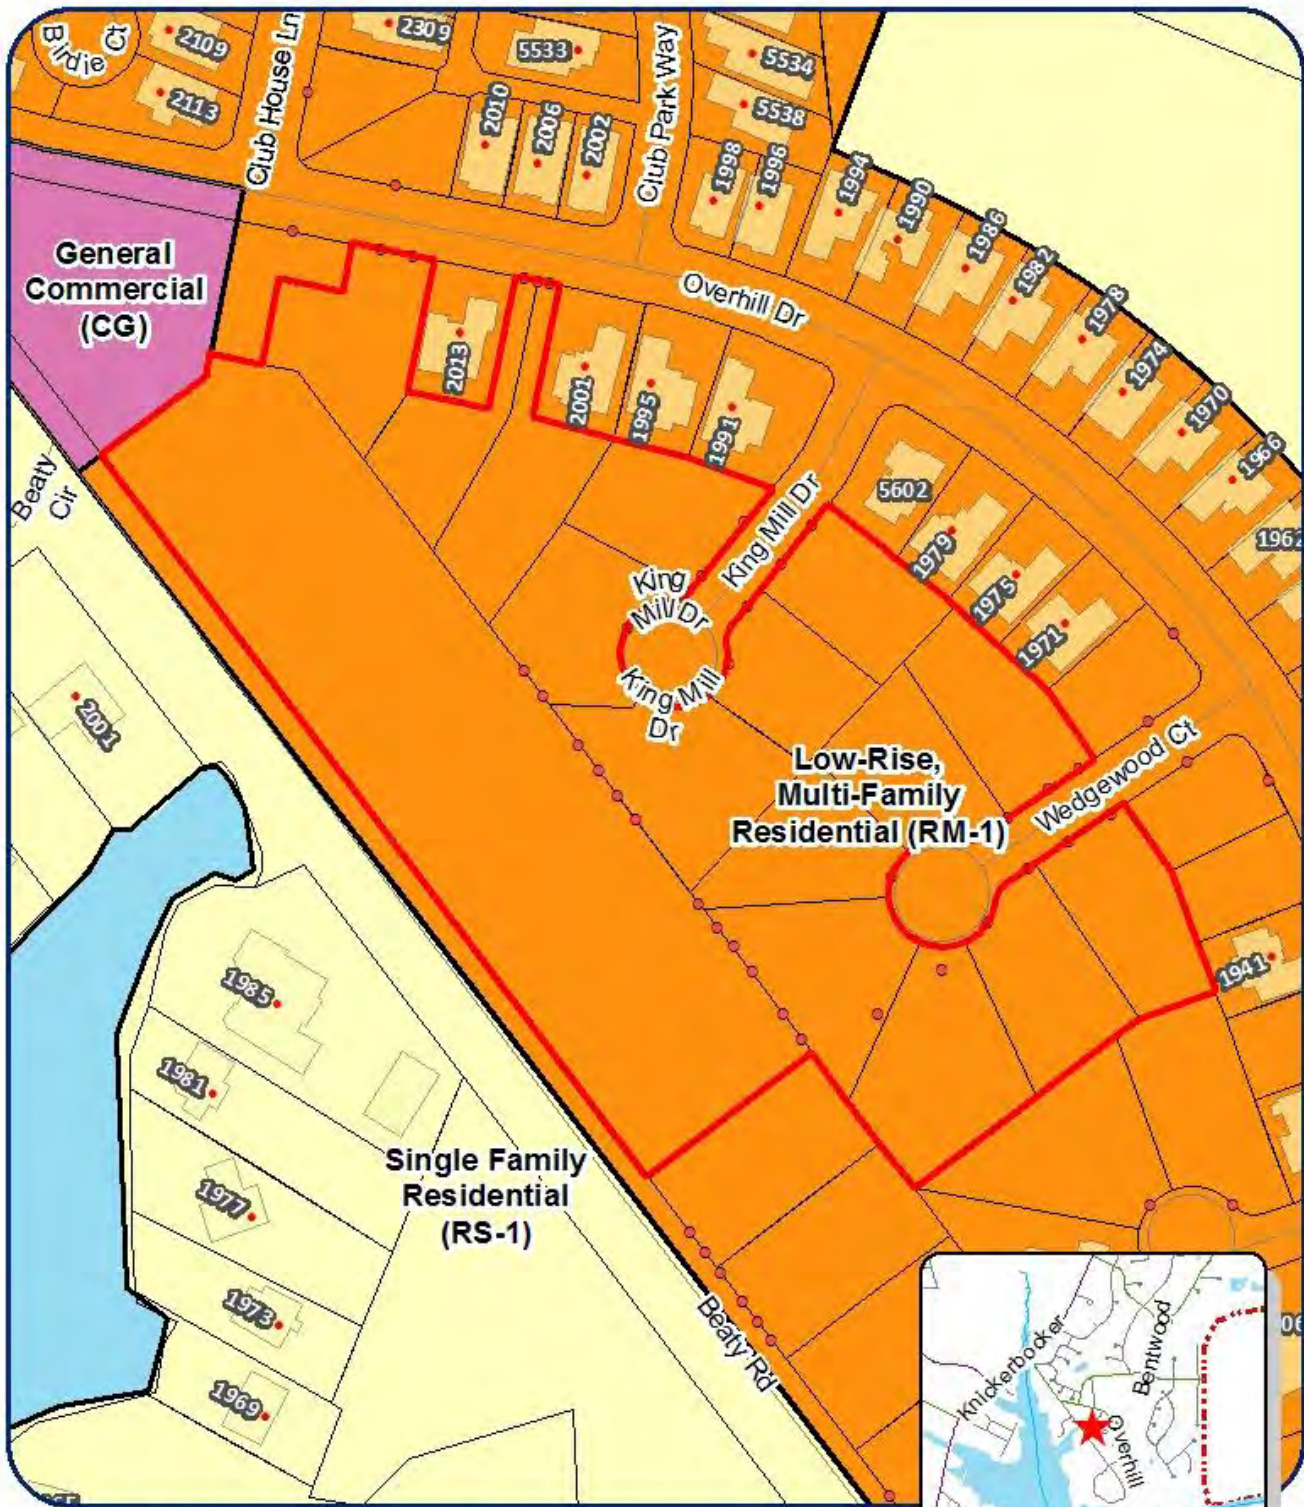 Birdie Ct
2109
2113
Club House Ln
2309
5533
Club Park Way
5534
5538
2010
2006
2002
1998
1996
1994
1990
1986
1982
1978
1974
1970
1966
1962
General
Commercial
(CG)
Overhill Dr
2013
2001
1995
1991
King Mill Dr
5602
1979
1975
1971
Beaty
Cir
King
Mill Dr
King Mill
Dr
2001
Low-Rise,
Multi-Family
Residential (RM-1)
Wedgewood Ct
1941
1985
1981
Single Family
Residential
(RS-1)
1977
1973
1969
Beaty Rd
Knickerbocker
Bentwood
Overhill